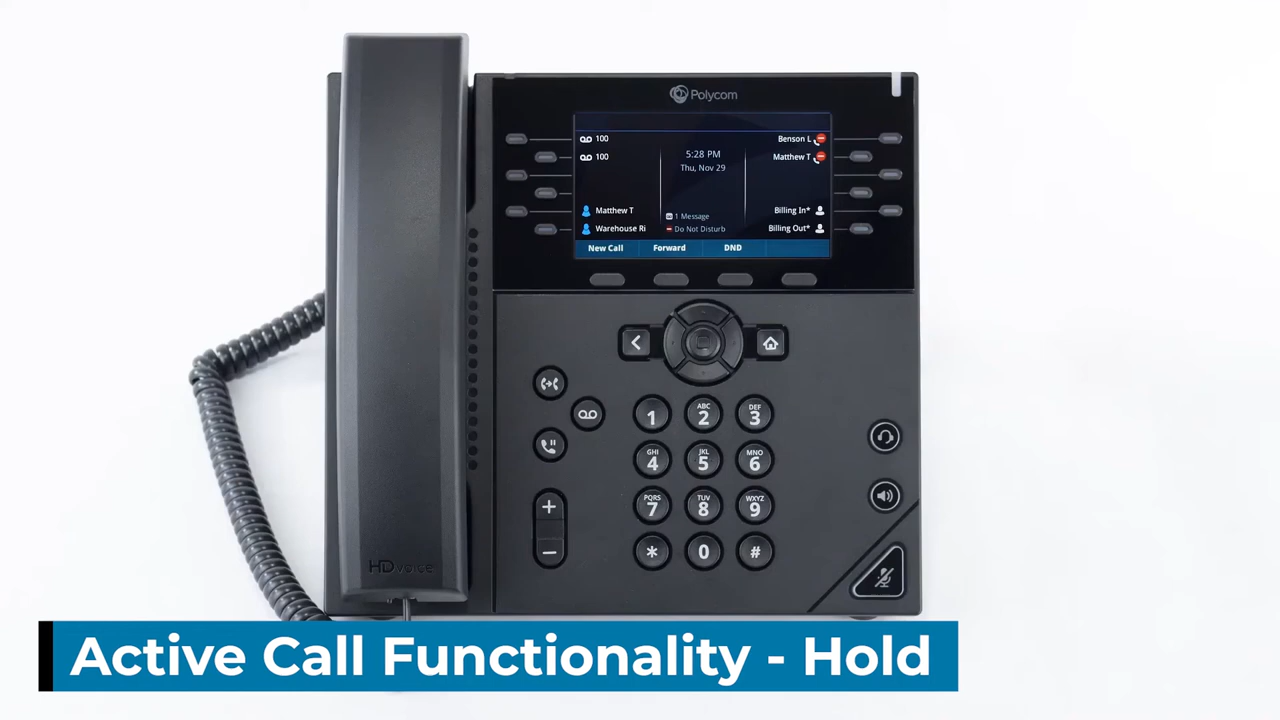 Polycom
100
Benson L
100
5:28 PM
Matthew T
Thu, Nov 29
Matthew T
1 Message
Billing In*
Warehouse Ri
Do Not Disturb
Billing Out*
New Call Forward DND
1 ABC 2 DEF 3
GHI 4 JKL 5 MNO 6
PQRS 7 TUV 8 WXYZ 9
* 0 #
+
−
HD voice
Active Call Functionality - Hold